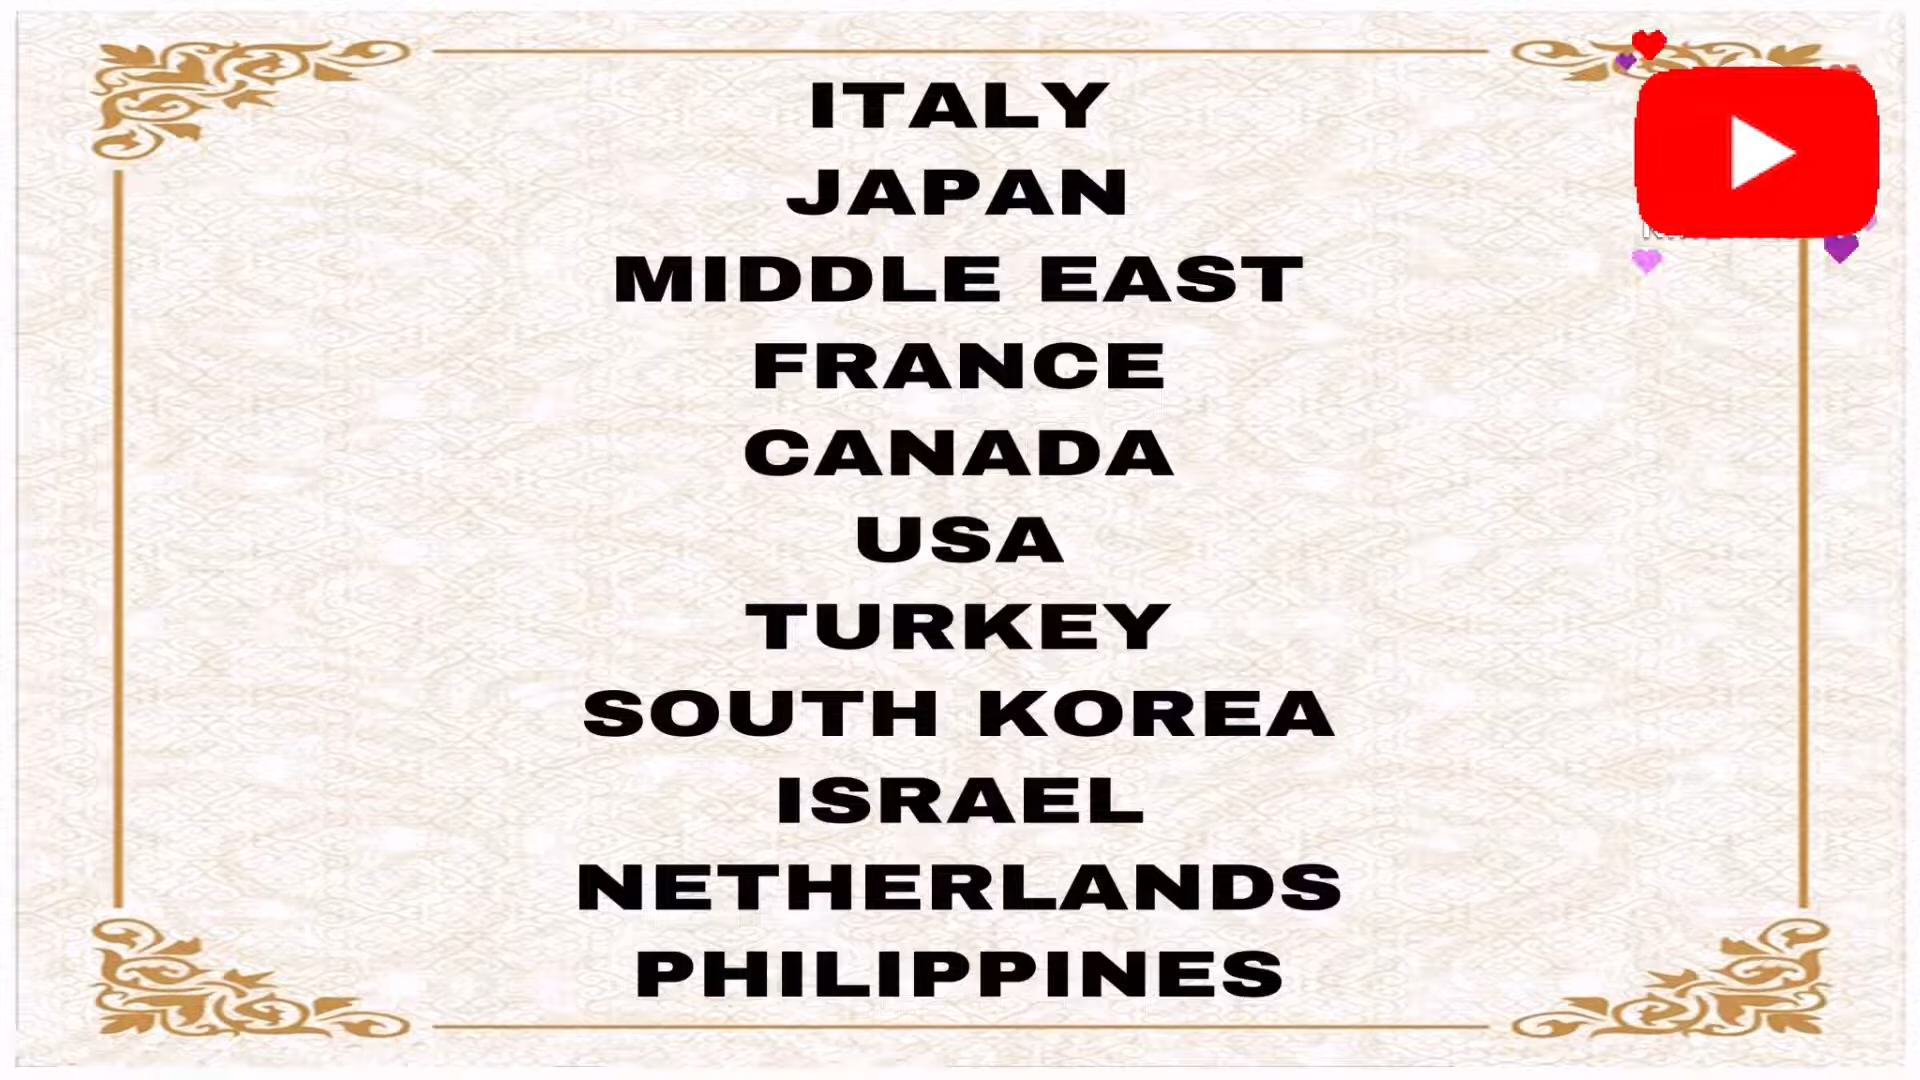 ITALY
JAPAN
MIDDLE EAST
FRANCE
CANADA
USA
TURKEY
SOUTH KOREA
ISRAEL
NETHERLANDS
PHILIPPINES